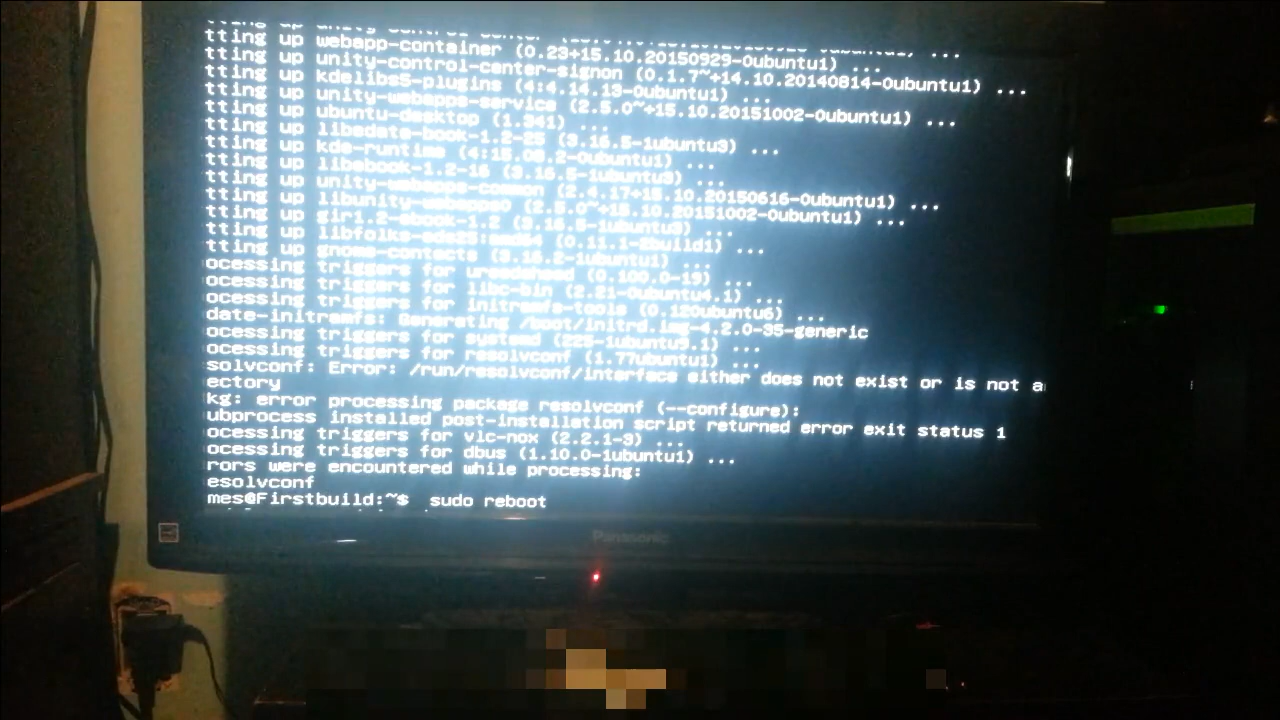 tting up webapp-container (0.23+15.10.20150929-0ubuntu1) ...
tting up unity-control-center-signon (0.1.7~+14.10.20140814-0ubuntu1) ...
tting up kdelibs5-plugins (4:4.14.13-0ubuntu1) ...
tting up unity-webapps-service (2.5.0~+15.10.20151002-0ubuntu1) ...
tting up ubuntu-desktop (1.341) ...
tting up libedata-book-1.2-25 (3.16.5-1ubuntu3) ...
tting up kde-runtime (4:15.08.2-0ubuntu1) ...
tting up libebook-1.2-16 (3.16.5-1ubuntu3) ...
tting up unity-webapps-common (2.4.17+15.10.20150616-0ubuntu1) ...
tting up libunity-webapps0 (2.5.0~+15.10.20151002-0ubuntu1) ...
tting up gir1.2-ebook-1.2 (3.16.5-1ubuntu3) ...
tting up libfolks-eds25:amd64 (0.11.1-2build1) ...
tting up gnome-contacts (3.16.2-1ubuntu1) ...
ocessing triggers for ureadahead (0.100.0-19) ...
ocessing triggers for libc-bin (2.21-0ubuntu4.1) ...
ocessing triggers for initramfs-tools (0.120ubuntu6) ...
date-initramfs: Generating /boot/initrd.img-4.2.0-35-generic
ocessing triggers for systemd (225-1ubuntu9.1) ...
ocessing triggers for resolvconf (1.77ubuntu1) ...
solvconf: Error: /run/resolvconf/interface either does not exist or is not a
ectory
kg: error processing package resolvconf (--configure):
ubprocess installed post-installation script returned error exit status 1
ocessing triggers for vlc-nox (2.2.1-3) ...
ocessing triggers for dbus (1.10.0-1ubuntu1) ...
rors were encountered while processing:
esolvconf
mes@Firstbuild:~$  sudo reboot
Panasonic